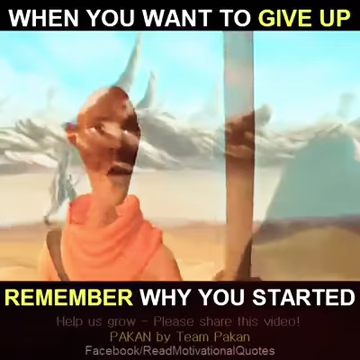 WHEN YOU WANT TO GIVE UP
REMEMBER WHY YOU STARTED
Help us grow - Please share this video!
PAKAN by Team Pakan
Facebook/ReadMotivationalQuotes